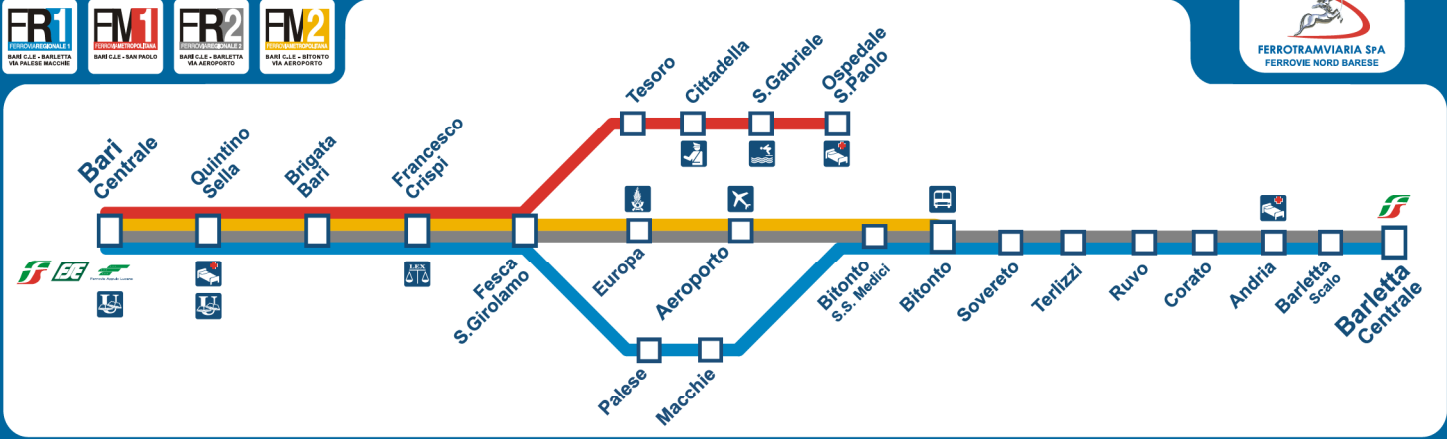 FR1
FERROVIAREGIONALE 1
BARI C.LE - BARLETTA
VIA PALESE MACCHIE
FM1
FERROVIAMETROPOLITANA
BARI C.LE - SAN PAOLO
FR2
FERROVIAREGIONALE 2
BARI C.LE - BARLETTA
VIA AEROPORTO
FM2
FERROVIAMETROPOLITANA
BARI C.LE - BITONTO
VIA AEROPORTO
FERROTRAMVIARIA SPA
FERROVIE NORD BARESE
Tesoro
Cittadella
S.Gabriele
Ospedale
S.Paolo
Bari
Centrale
Quintino
Sella
Brigata
Bari
Francesco
Crispi
LEX
Fesca
S.Girolamo
Europa
Aeroporto
Bitonto
S.S. Medici
Bitonto
Sovereto
Terlizzi
Ruvo
Corato
Andria
Barletta
Scalo
Barletta
Centrale
Palese
Macchie